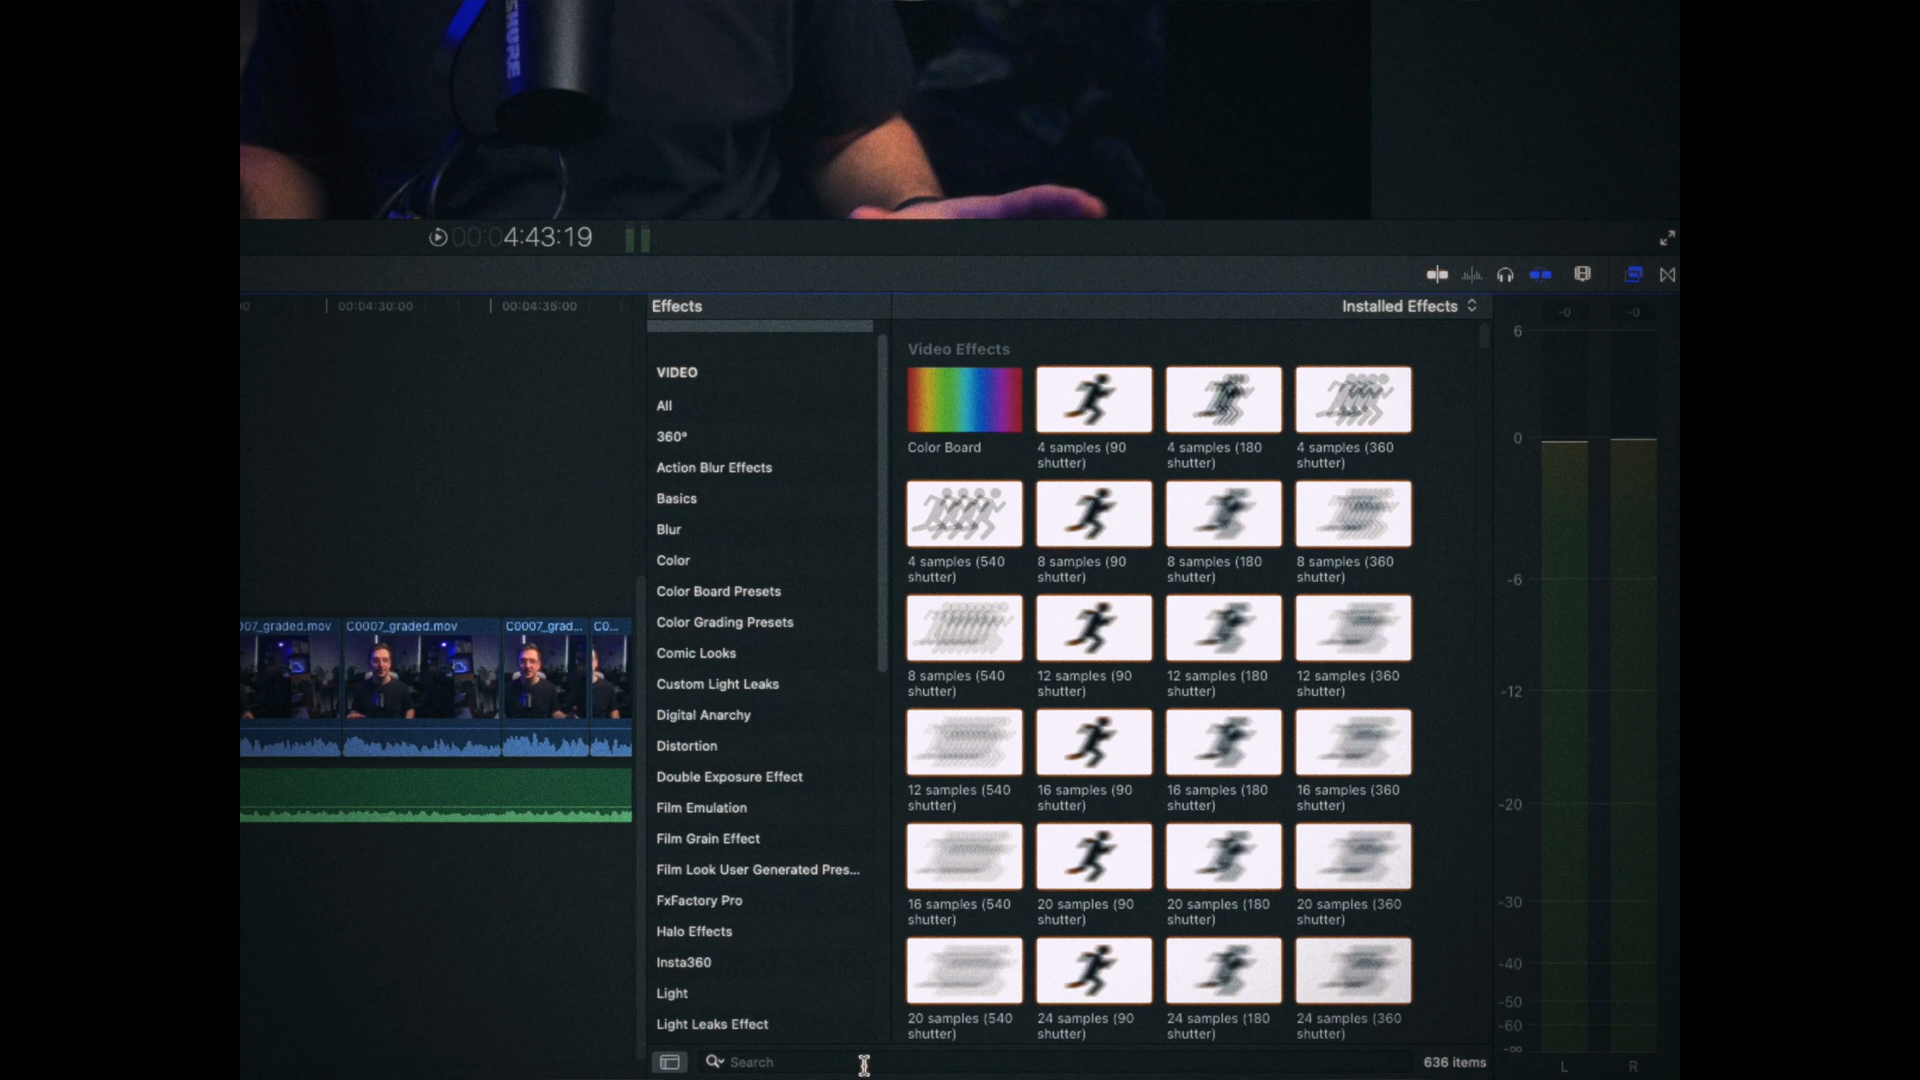 SHURE
00:04:43:19
00:04:30:00
00:04:35:00
Effects
Installed Effects
-0
-0
VIDEO
All
360°
Action Blur Effects
Basics
Blur
Color
Color Board Presets
Color Grading Presets
Comic Looks
Custom Light Leaks
Digital Anarchy
Distortion
Double Exposure Effect
Film Emulation
Film Grain Effect
Film Look User Generated Pres...
FxFactory Pro
Halo Effects
Insta360
Light
Light Leaks Effect
Video Effects
Color Board
4 samples (90 shutter)
4 samples (180 shutter)
4 samples (360 shutter)
4 samples (540 shutter)
8 samples (90 shutter)
8 samples (180 shutter)
8 samples (360 shutter)
8 samples (540 shutter)
12 samples (90 shutter)
12 samples (180 shutter)
12 samples (360 shutter)
12 samples (540 shutter)
16 samples (90 shutter)
16 samples (180 shutter)
16 samples (360 shutter)
16 samples (540 shutter)
20 samples (90 shutter)
20 samples (180 shutter)
20 samples (360 shutter)
20 samples (540 shutter)
24 samples (90 shutter)
24 samples (180 shutter)
24 samples (360 shutter)
07_graded.mov
C0007_graded.mov
C0007_grad...
C0...
6
0
-6
-12
-20
-30
-40
-50
-60
-∞
L
R
Search
636 items